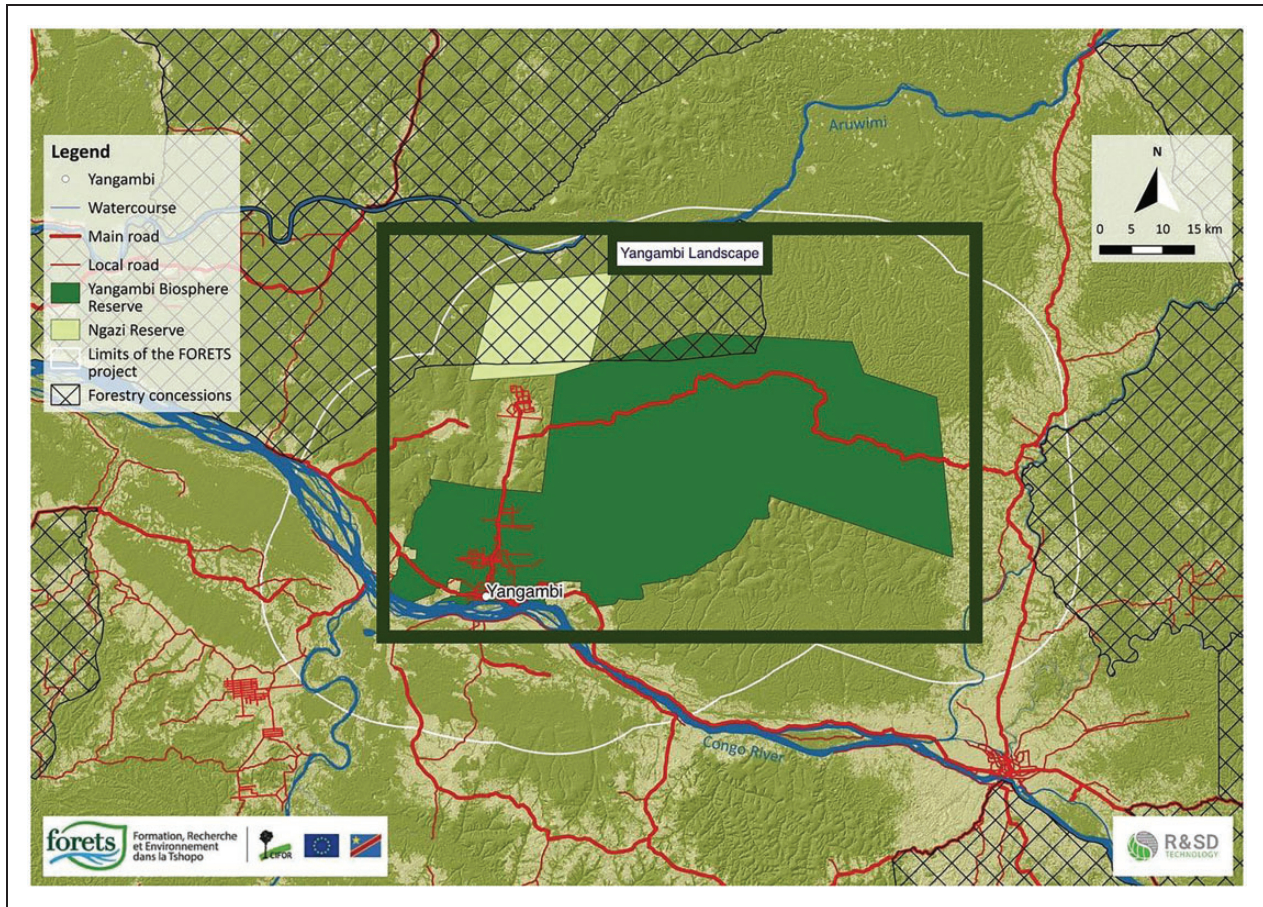 Aruwimi
Legend
Yangambi
Watercourse
Main road
Local road
Yangambi Biosphere
Reserve
Ngazi Reserve
Limits of the FORETS
project
Forestry concessions
N
0 5 10 15 km
Yangambi Landscape
Yangambi
Congo River
forets
Formation, Recherche
et Environnement
dans la Tshopo
CIFOR
R&SD
TECHNOLOGY